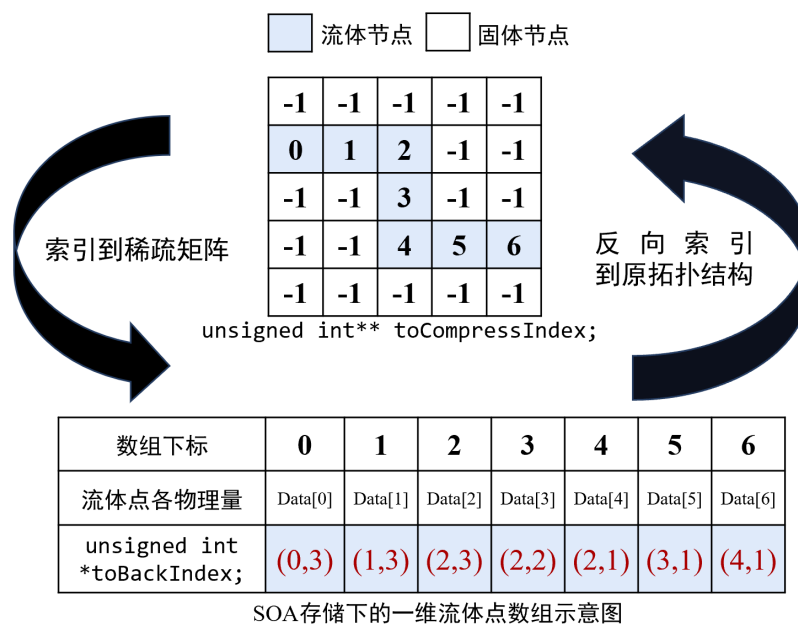 流体节点 固体节点
-1 -1 -1 -1 -1
0 1 2 -1 -1
-1 -1 3 -1 -1
-1 -1 4 5 6
-1 -1 -1 -1 -1
索引到稀疏矩阵
反向索引
到原拓扑结构
unsigned int** toCompressIndex;
数组下标 0 1 2 3 4 5 6
流体点各物理量 Data[0] Data[1] Data[2] Data[3] Data[4] Data[5] Data[6]
unsigned int
*toBackIndex; (0,3) (1,3) (2,3) (2,2) (2,1) (3,1) (4,1)
SOA存储下的一维流体点数组示意图